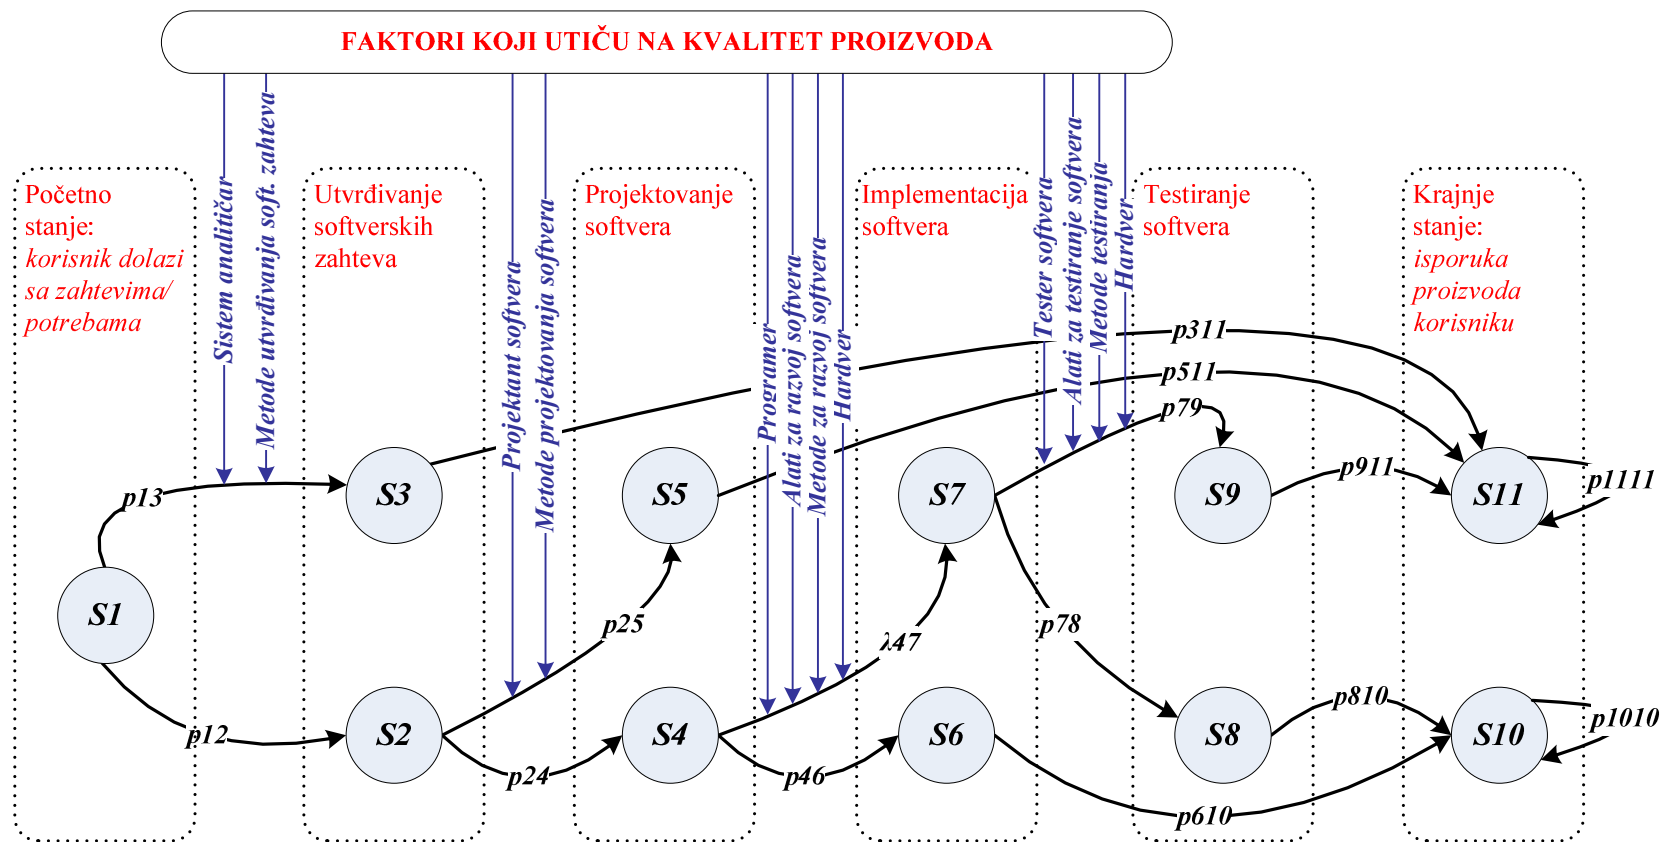 FAKTORI KOJI UTIČU NA KVALITET PROIZVODA
Početno
stanje:
korisnik dolazi
sa zahtevima/
potrebama
Sistem analitičar
Metode utvrđivanja soft. zahteva
Utvrđivanje
softverskih
zahteva
Projektant softvera
Metode projektovanja softvera
Projektovanje
softvera
Programer
Alati za razvoj softvera
Metode za razvoj softvera
Hardver
Implementacija
softvera
Tester softvera
Alati za testiranje softvera
Metode testiranja
Hardver
Testiranje
softvera
Krajnje
stanje:
isporuka
proizvoda
korisniku
p311
p511
p79
p13
S3
S5
S7
S9
p911
S11
p1111
S1
p25
λ47
p78
p12
S2
S4
S6
S8
p810
S10
p1010
p24
p46
p610